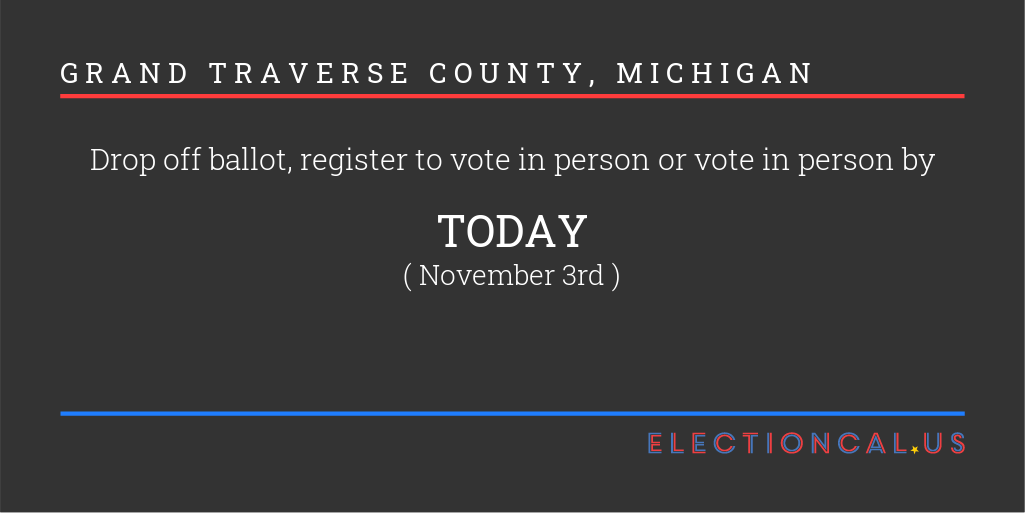 GRAND TRAVERSE COUNTY, MICHIGAN
Drop off ballot, register to vote in person or vote in person by
TODAY
( November 3rd )
ELECTIONCAL.US